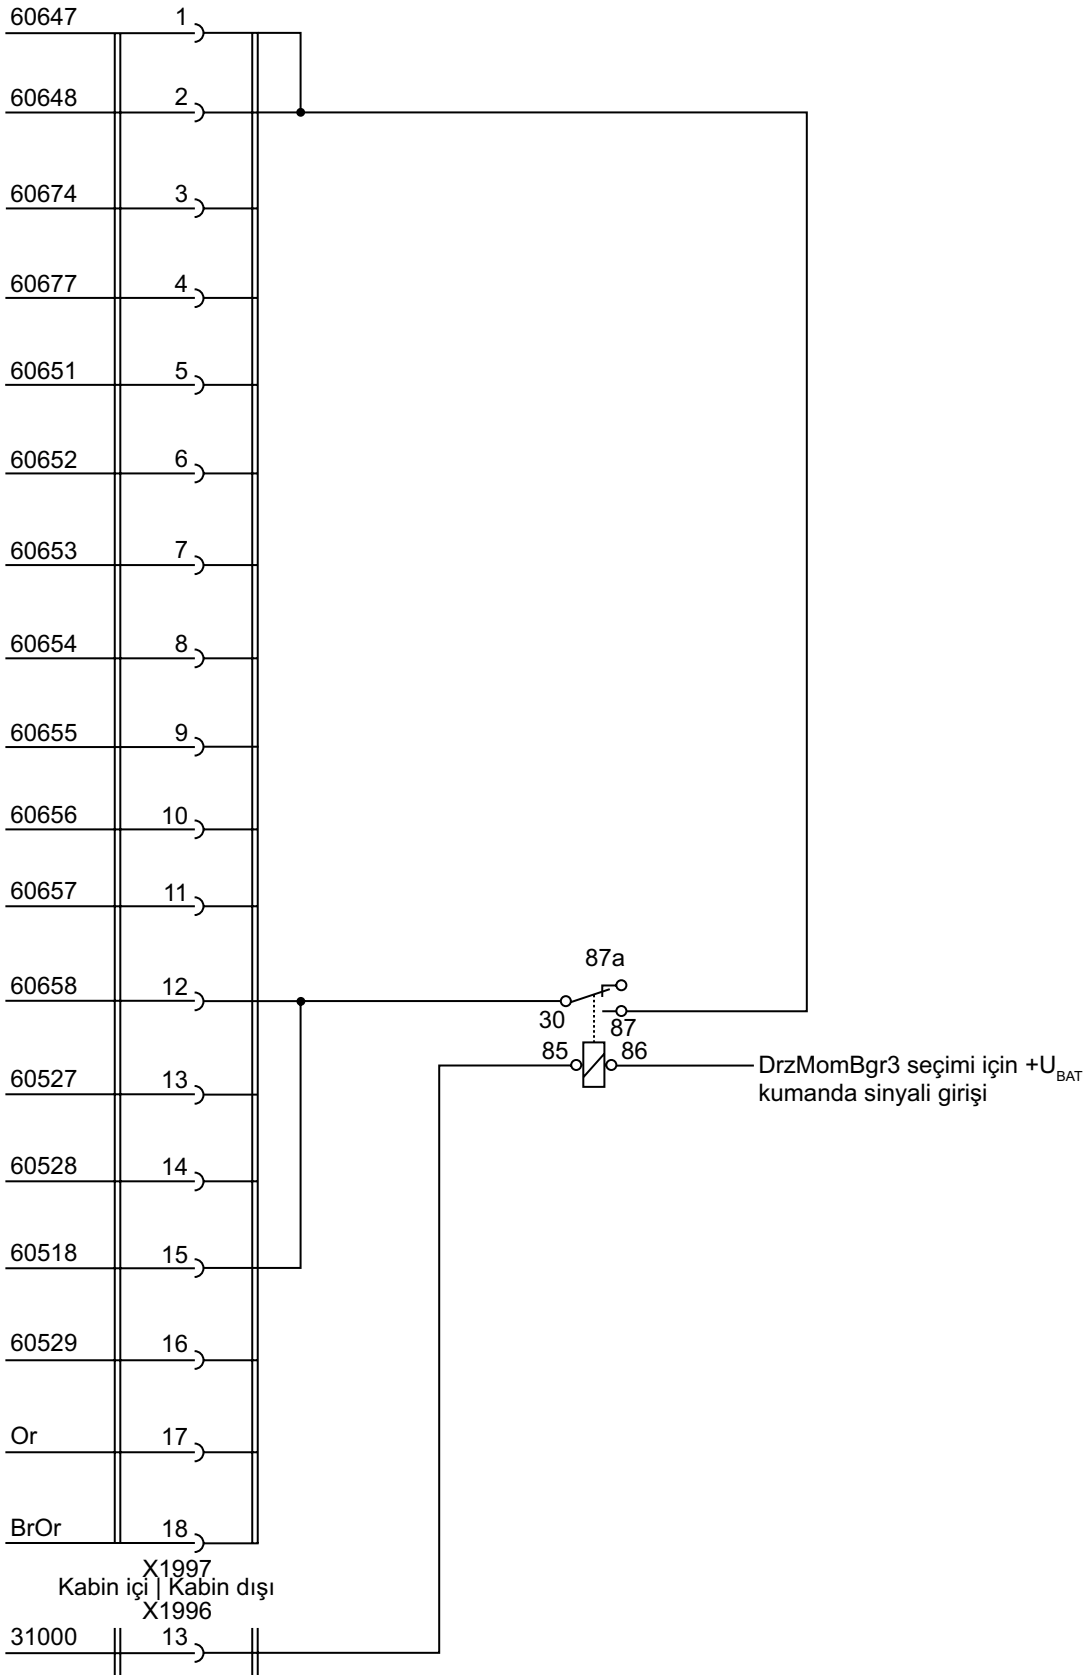 60647 1
60648 2
60674 3
60677 4
60651 5
60652 6
60653 7
60654 8
60655 9
60656 10
60657 11
87a
60658 12
30
87
85 86
DrzMomBgr3 seçimi için +UBAT
kumanda sinyali girişi
60527 13
60528 14
60518 15
60529 16
Or 17
BrOr 18
X1997
Kabin içi | Kabin dışı
X1996
31000 13